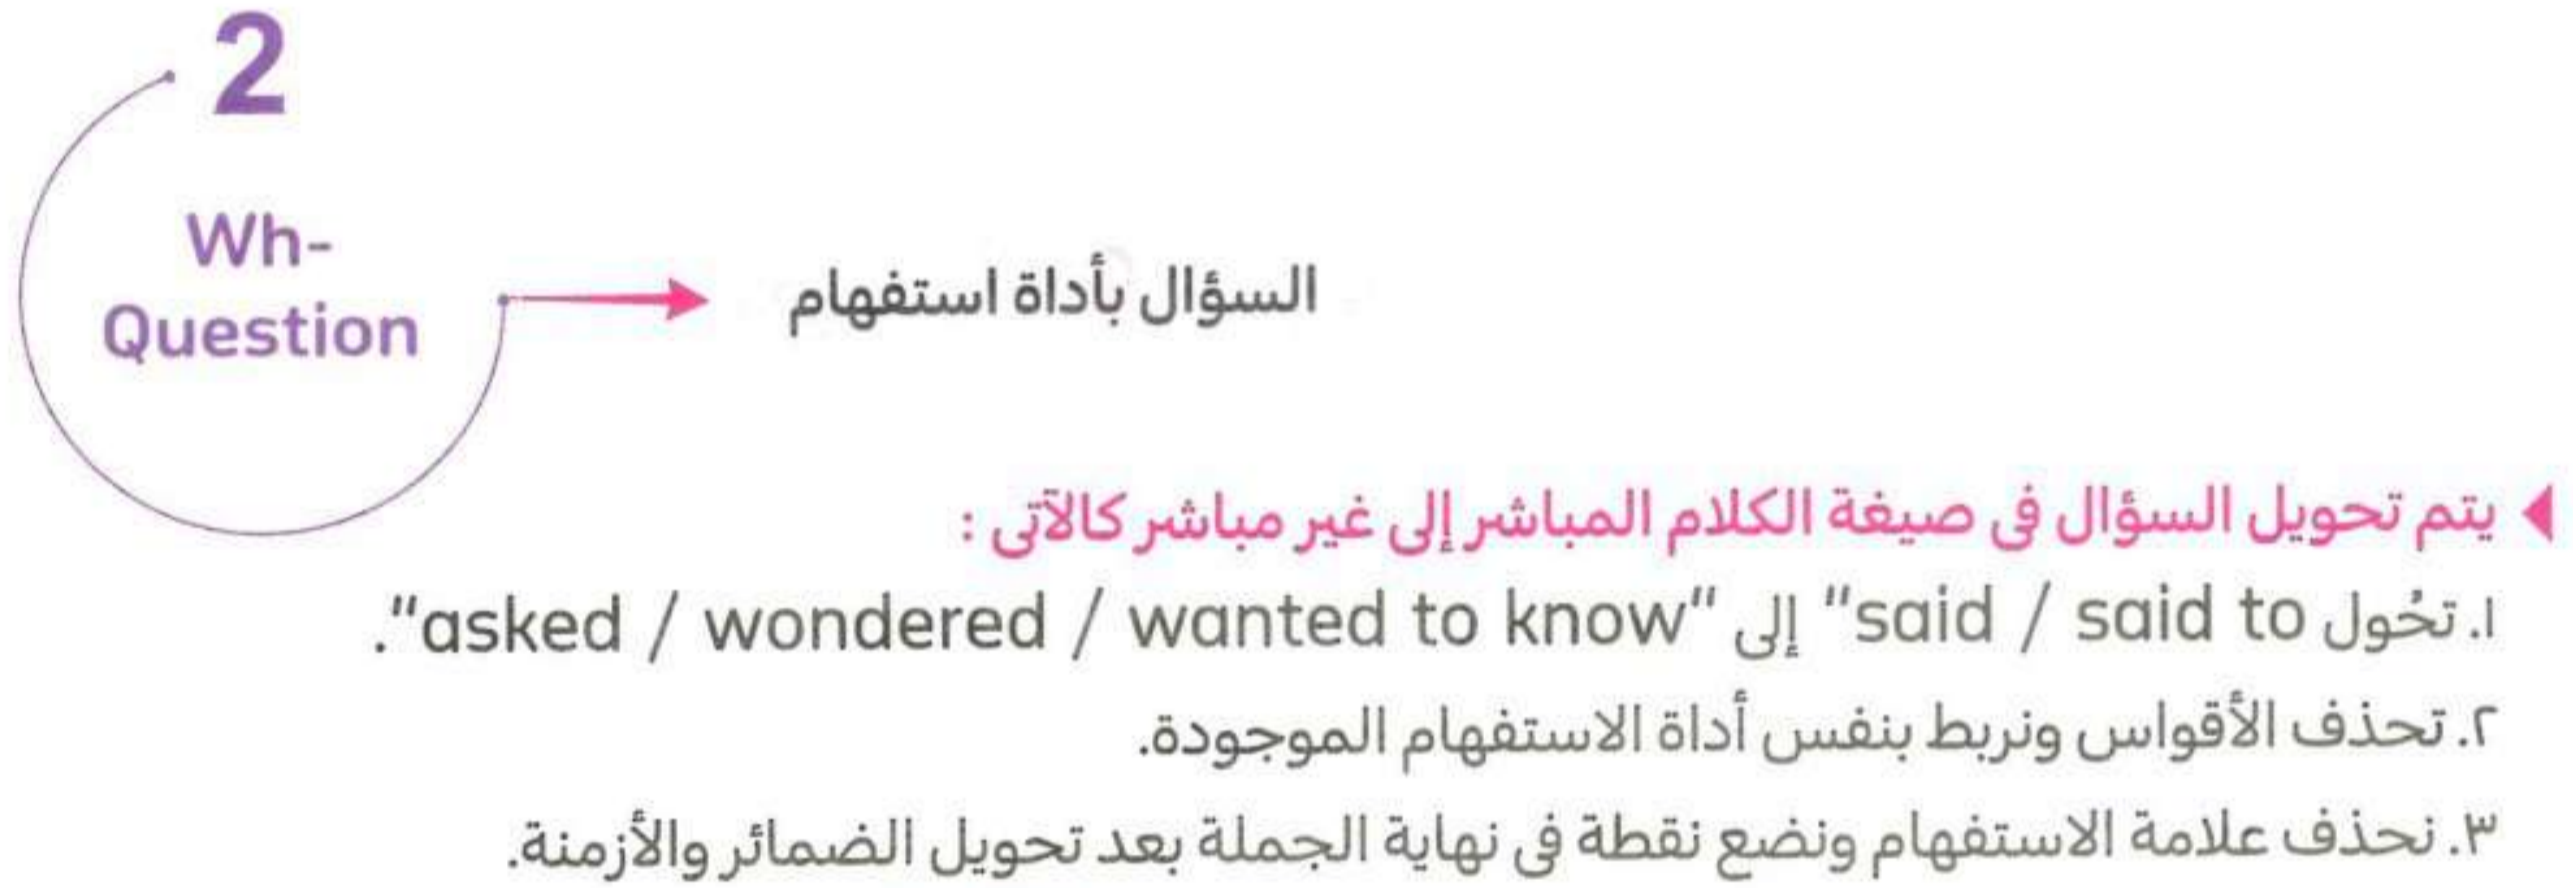 2
Wh-
Question
السؤال بأداة استفهام
يتم تحويل السؤال فى صيغة الكلام المباشر إلى غير مباشر كالآتى :
١. تحُول "said / said to" إلى "asked / wondered / wanted to know".
٢. تحذف الأقواس ونربط بنفس أداة الاستفهام الموجودة.
٣. نحذف علامة الاستفهام ونضع نقطة فى نهاية الجملة بعد تحويل الضمائر والأزمنة.